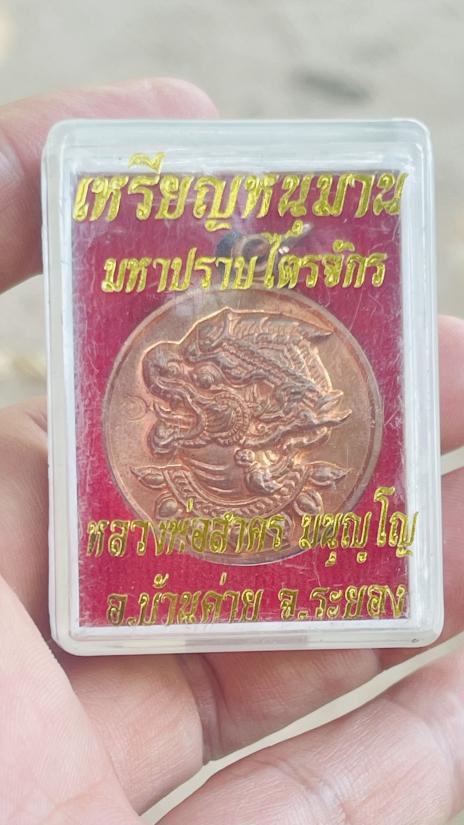 เหรียญหนุมาน
มหาปราบไตรจักร
หลวงพ่อสาคร มนุญฺโญ
อ.บ้านค่าย จ.ระยอง